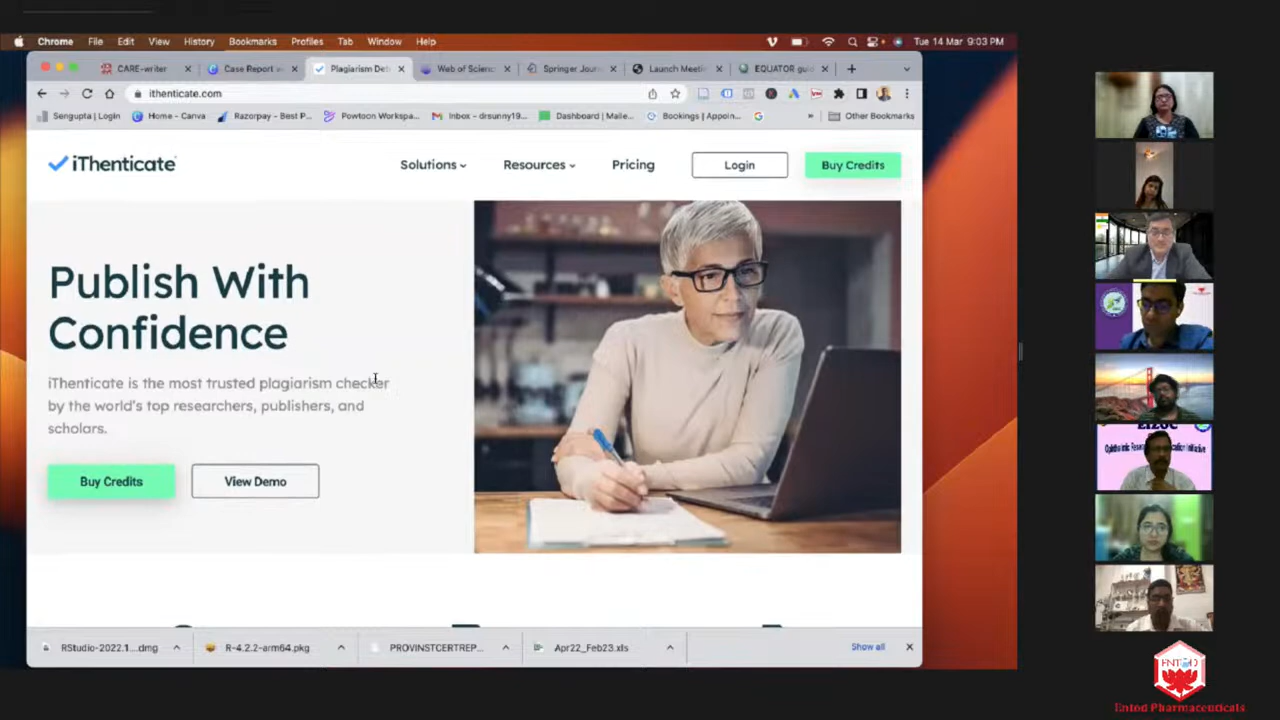 Chrome File Edit View History Bookmarks Profiles Tab Window Help Tue 14 Mar 9:03 PM
CARE-writer Case Report Plagiarism Det Web of Scienc Springer Journ Launch Meeti EQUATOR gui
ithenticate.com
Sengupta | Login Home - Canva Razorpay - Best P... Powtoon Workspa... Inbox - drsunny19... Dashboard | Maile... Bookings | Appoin... » Other Bookmarks
iThenticate Solutions Resources Pricing Login Buy Credits
Publish With
Confidence
iThenticate is the most trusted plagiarism checker
by the world's top researchers, publishers, and
scholars.
Buy Credits View Demo
RStudio-2022.1....dmg R-4.2.2-arm64.pkg PROVINSTCERTREP.... Apr22_Feb23.xls Show all
Entod Pharmaceuticals